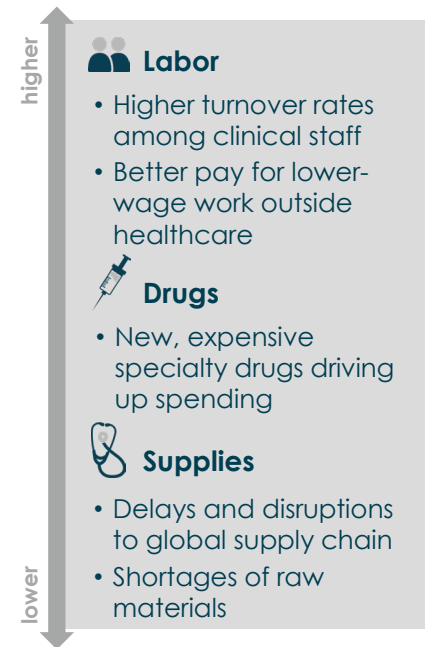 higher
Labor
• Higher turnover rates
among clinical staff
• Better pay for lower-
wage work outside
healthcare
Drugs
• New, expensive
specialty drugs driving
up spending
Supplies
• Delays and disruptions
to global supply chain
• Shortages of raw
materials
lower